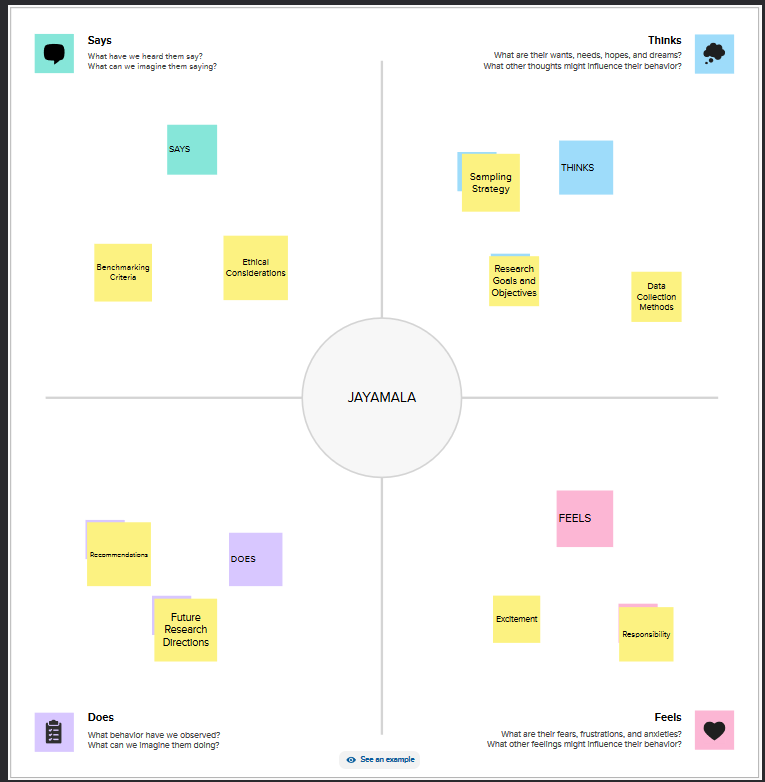 Says
What have we heard them say?
What can we imagine them saying?
Thinks
What are their wants, needs, hopes, and dreams?
What other thoughts might influence their behavior?
SAYS
THINKS
Sampling
Strategy
Benchmarking
Criteria
Ethical
Considerations
Research
Goals and
Objectives
Data
Collection
Methods
JAYAMALA
Recommendations
DOES
Future
Research
Directions
FEELS
Excitement
Responsibility
Does
What behavior have we observed?
What can we imagine them doing?
Feels
What are their fears, frustrations, and anxieties?
What other feelings might influence their behavior?
See an example